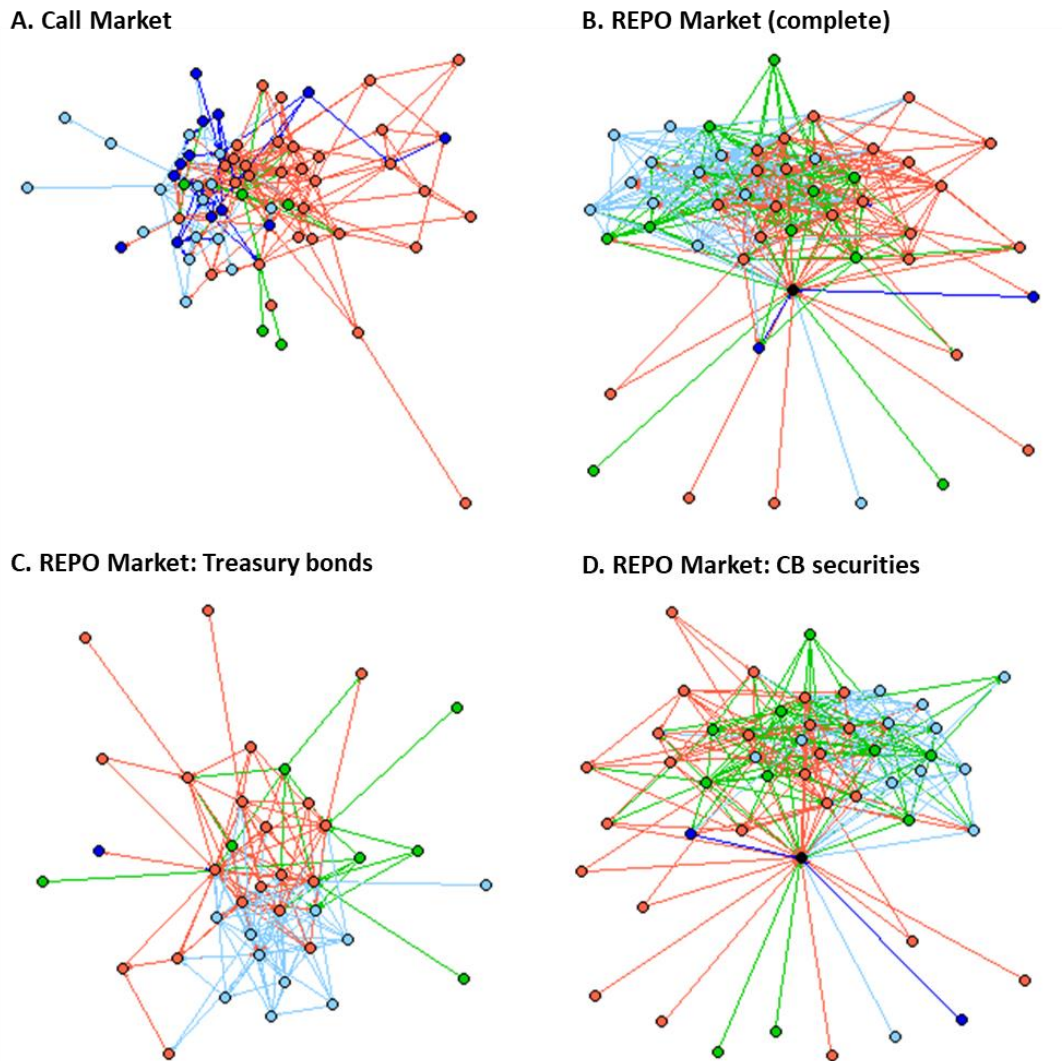 A. Call Market
B. REPO Market (complete)
C. REPO Market: Treasury bonds
D. REPO Market: CB securities